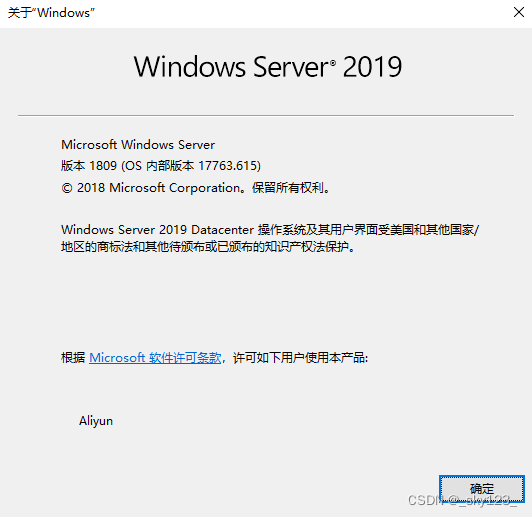 关于“Windows”
Windows Server® 2019
Microsoft Windows Server
版本 1809 (OS 内部版本 17763.615)
© 2018 Microsoft Corporation。保留所有权利。
Windows Server 2019 Datacenter 操作系统及其用户界面受美国和其他国家/
地区的商标法和其他待颁布或已颁布的知识产权法保护。
根据 Microsoft 软件许可条款，许可如下用户使用本产品:
Aliyun
确定
CSDN @_sky123_